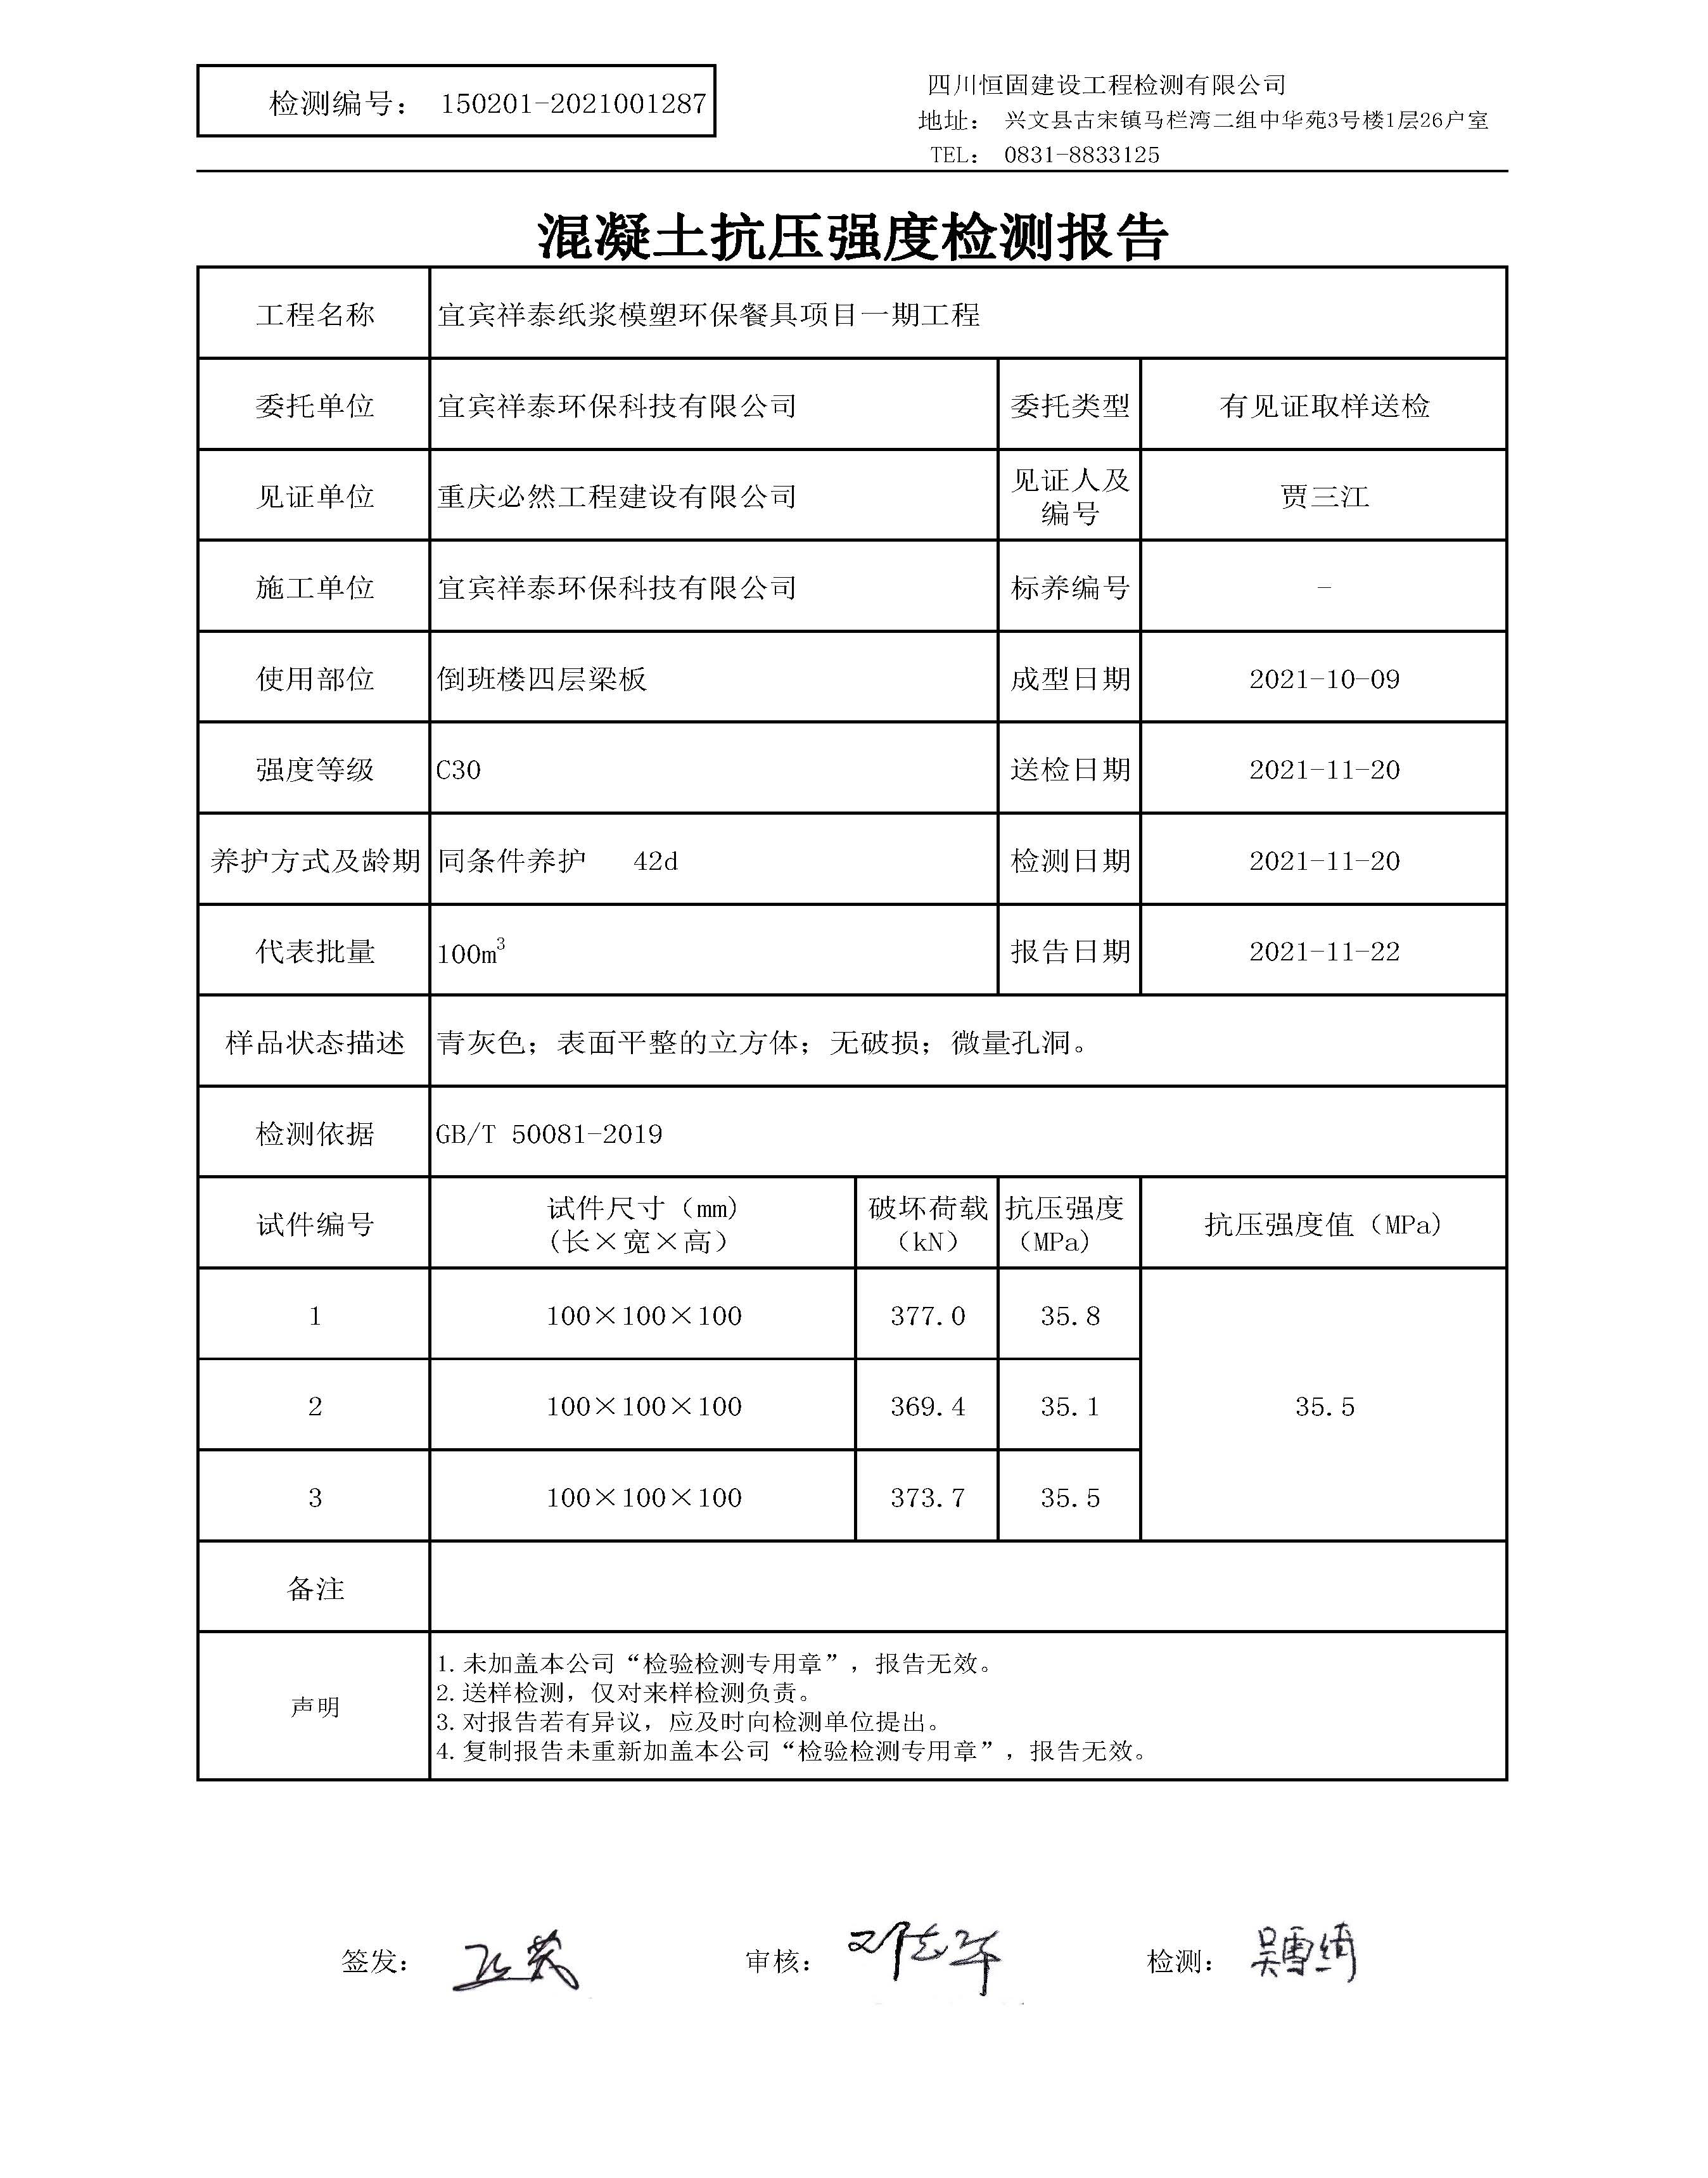 检测编号： 150201-2021001287
四川恒固建设工程检测有限公司
地址： 兴文县古宋镇马栏湾二组中华苑3号楼1层26户室
TEL： 0831-8833125
混凝土抗压强度检测报告
工程名称 宜宾祥泰纸浆模塑环保餐具项目一期工程
委托单位 宜宾祥泰环保科技有限公司 委托类型 有见证取样送检
见证单位 重庆必然工程建设有限公司 见证人及编号 贾三江
施工单位 宜宾祥泰环保科技有限公司 标养编号 -
使用部位 倒班楼四层梁板 成型日期 2021-10-09
强度等级 C30 送检日期 2021-11-20
养护方式及龄期 同条件养护 42d 检测日期 2021-11-20
代表批量 100m³ 报告日期 2021-11-22
样品状态描述 青灰色；表面平整的立方体；无破损；微量孔洞。
检测依据 GB/T 50081-2019
试件编号 试件尺寸（mm）(长×宽×高） 破坏荷载（kN） 抗压强度（MPa） 抗压强度值（MPa）
1 100×100×100 377.0 35.8
2 100×100×100 369.4 35.1 35.5
3 100×100×100 373.7 35.5
备注
声明
1.未加盖本公司“检验检测专用章”，报告无效。
2.送样检测，仅对来样检测负责。
3.对报告若有异议，应及时向检测单位提出。
4.复制报告未重新加盖本公司“检验检测专用章”，报告无效。
签发： 审核： 检测： 吴雪绮